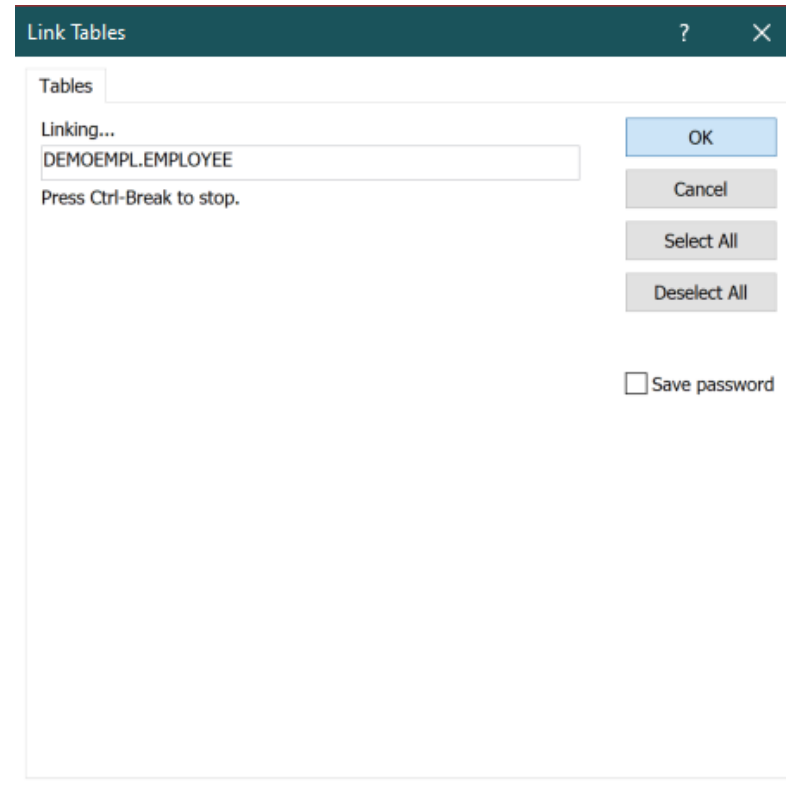 Link Tables ?
Tables
Linking...
DEMOEMPL.EMPLOYEE
Press Ctrl-Break to stop.
OK
Cancel
Select All
Deselect All
Save password